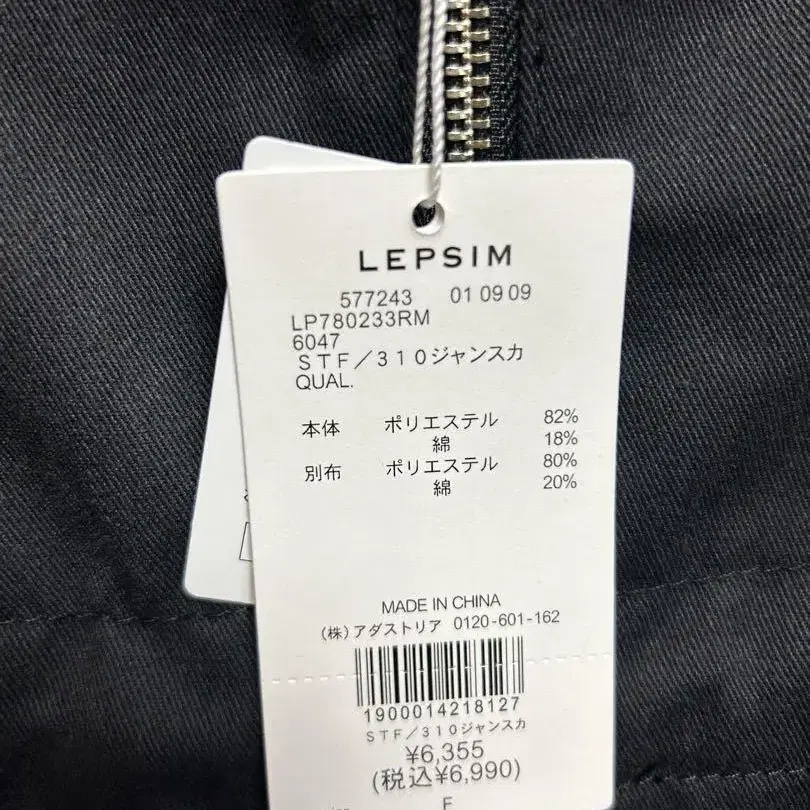 LEPSIM
577243 01 09 09
LP780233RM
6047
STF／310ジャンスカ
QUAL.
本体 ポリエステル 82%
綿 18%
別布 ポリエステル 80%
綿 20%
MADE IN CHINA
(株)アダストリア 0120-601-162
1900014218127
STF／310ジャンスカ
¥6,355
(税込¥6,990)
F